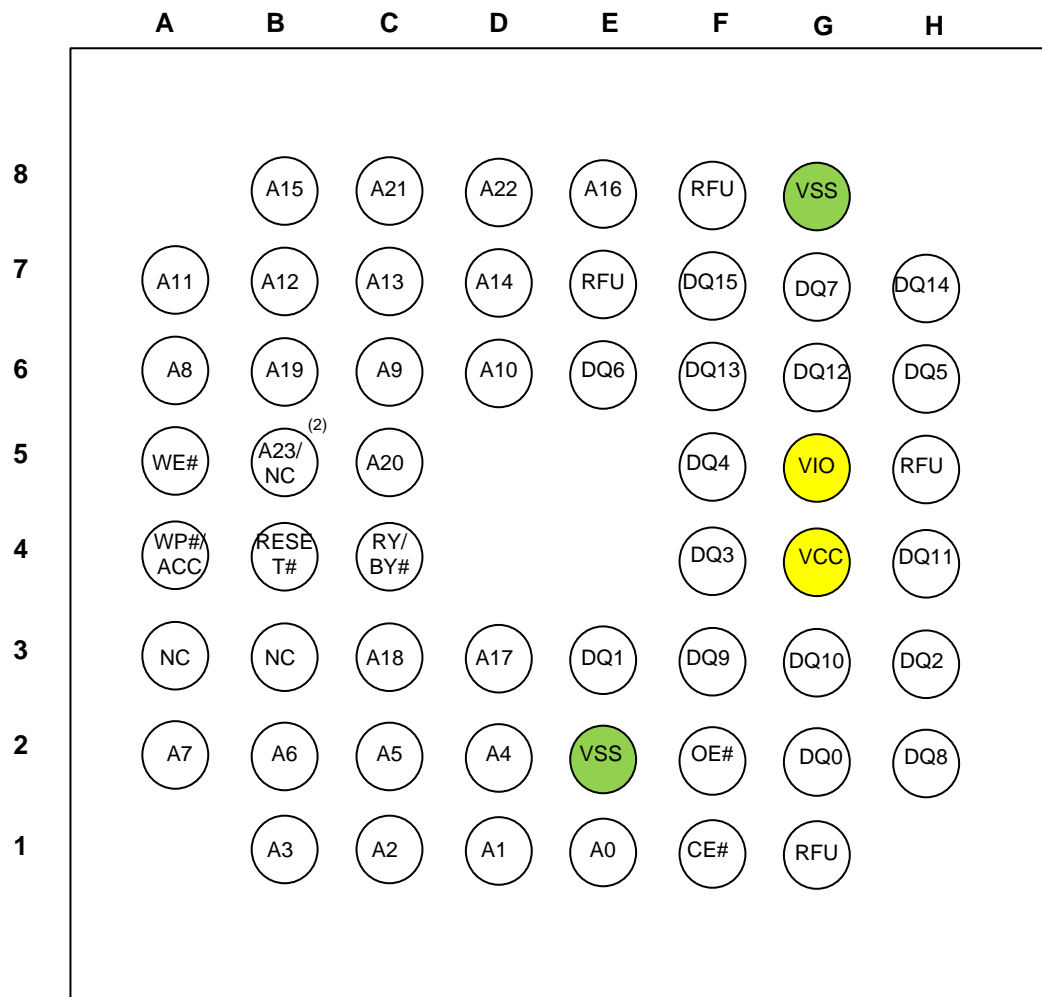 A B C D E F G H
8 A15 A21 A22 A16 RFU VSS
7 A11 A12 A13 A14 RFU DQ15 DQ7 DQ14
6 A8 A19 A9 A10 DQ6 DQ13 DQ12 DQ5
(2)
5 WE# A23/ NC A20 DQ4 VIO RFU
4 WP#/ ACC RESE T# RY/ BY# DQ3 VCC DQ11
3 NC NC A18 A17 DQ1 DQ9 DQ10 DQ2
2 A7 A6 A5 A4 VSS OE# DQ0 DQ8
1 A3 A2 A1 A0 CE# RFU